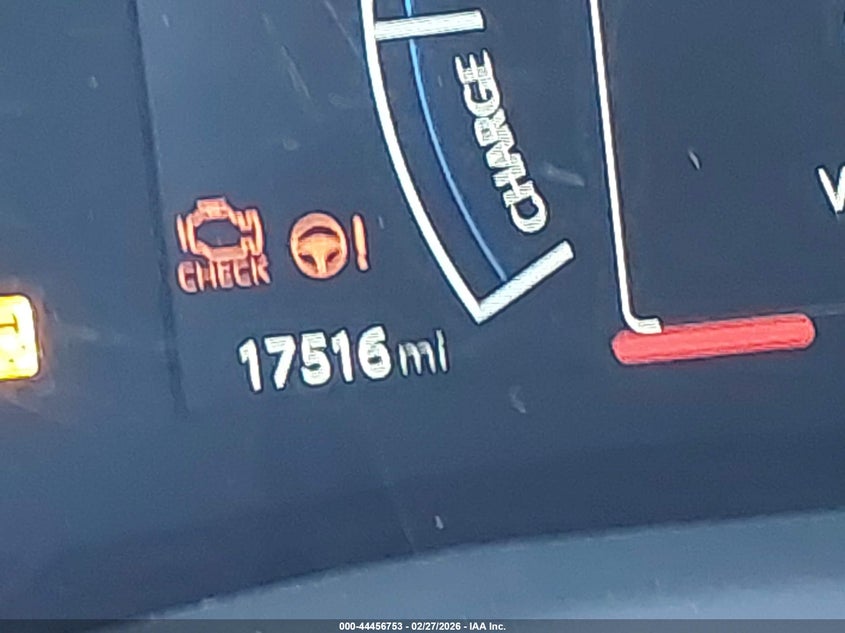 CHARGE
CHECK
17516 mi
000-44456753 - 02/27/2026 - IAA Inc.